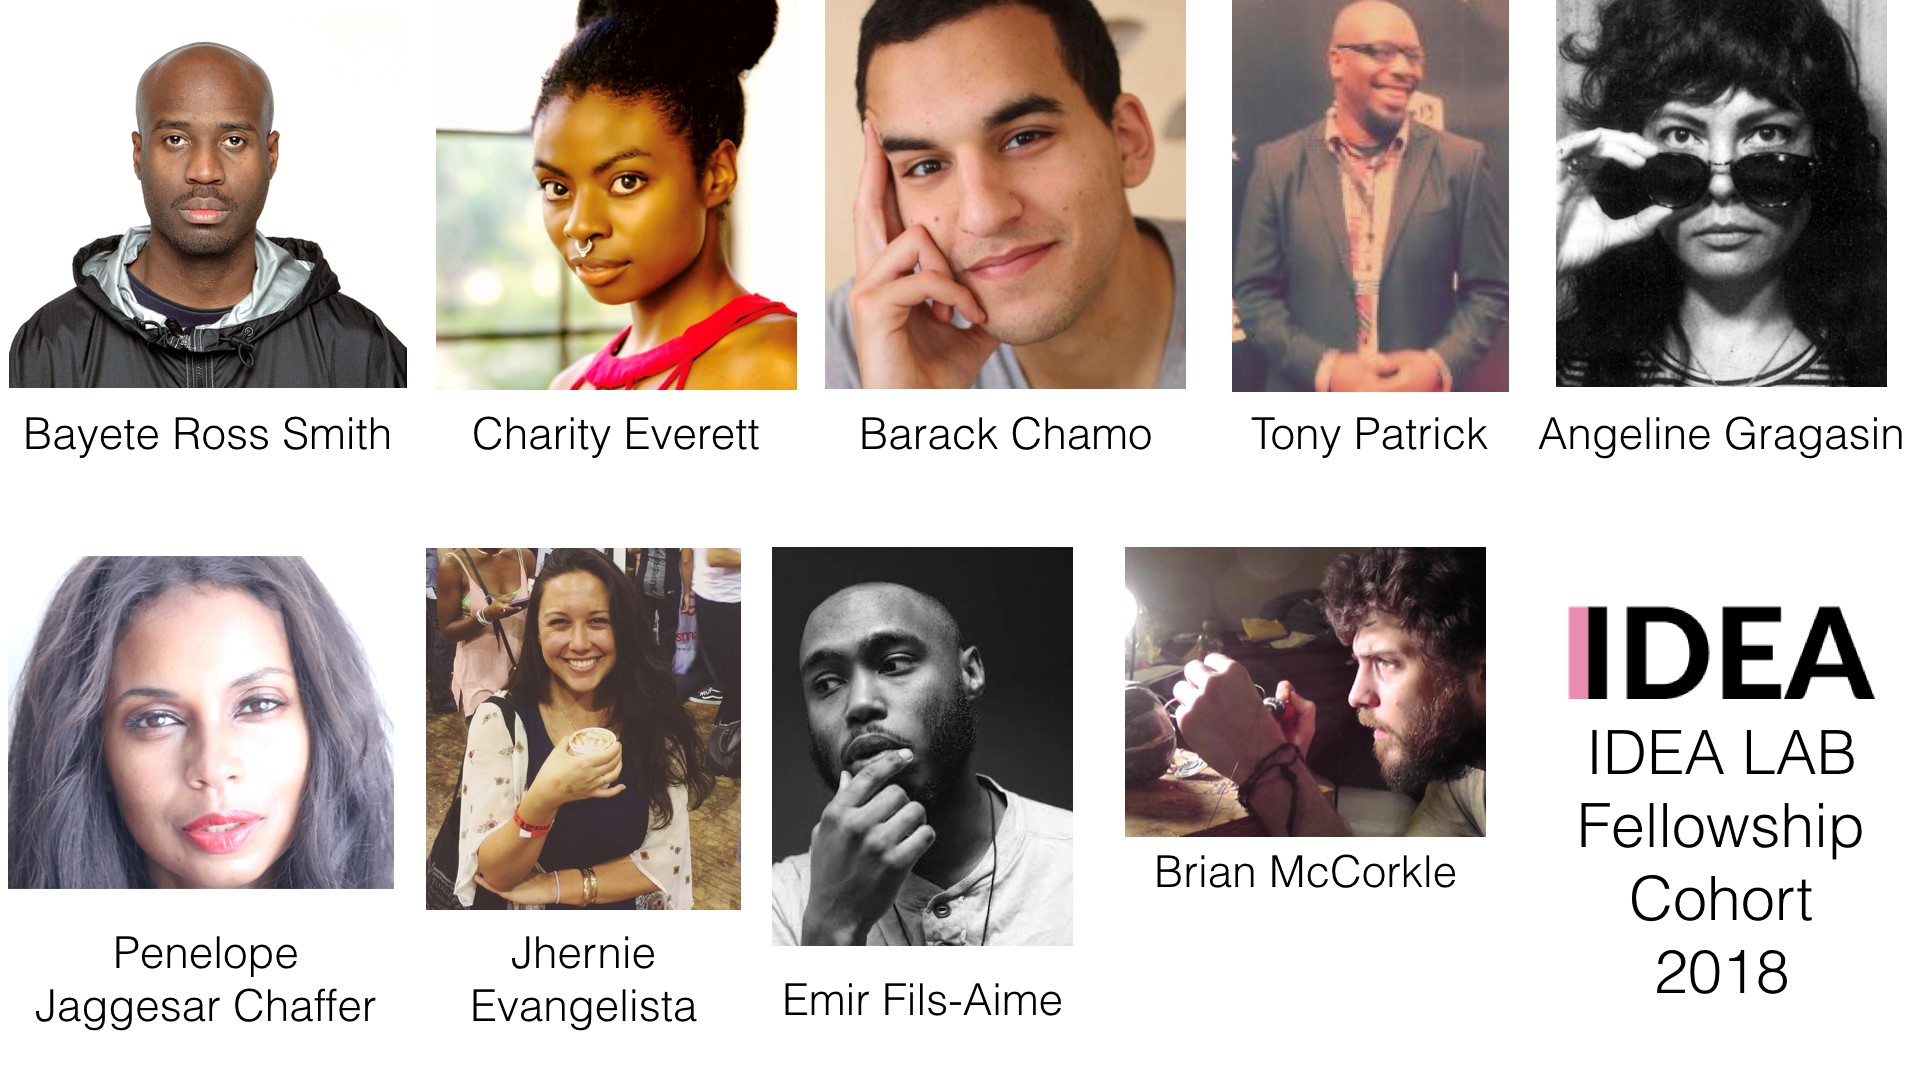 Bayete Ross Smith
Charity Everett
Barack Chamo
Tony Patrick
Angeline Gragasin
Penelope
Jaggesar Chaffer
Jhernie
Evangelista
Emir Fils-Aime
Brian McCorkle
IDEA
IDEA LAB
Fellowship
Cohort
2018